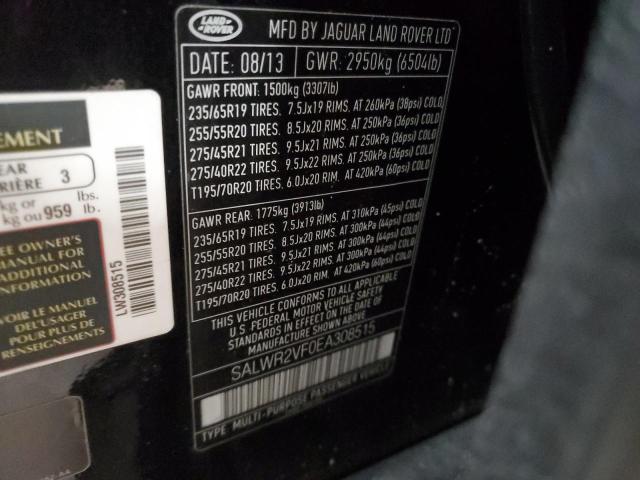 LAND ROVER
MFD BY JAGUAR LAND ROVER LTD
DATE: 08/13 GWR: 2950kg (6504lb)
GAWR FRONT: 1500kg (3307lb)
235/65R19 TIRES. 7.5Jx19 RIMS. AT 260kPa (38psi) COLD
255/55R20 TIRES. 8.5Jx20 RIMS. AT 250kPa (36psi) COLD
275/45R21 TIRES. 9.5Jx21 RIMS. AT 250kPa (36psi) COLD
275/40R22 TIRES. 9.5Jx22 RIMS. AT 250kPa (36psi) COLD
T195/70R20 TIRES. 6.0Jx20 RIM. AT 420kPa (60psi) COLD
GAWR REAR: 1775kg (3913lb)
235/65R19 TIRES. 7.5Jx19 RIMS. AT 310kPa (45psi) COLD
255/55R20 TIRES. 8.5Jx20 RIMS. AT 300kPa (44psi) COLD
275/45R21 TIRES. 9.5Jx21 RIMS. AT 300kPa (44psi) COLD
275/40R22 TIRES. 9.5Jx22 RIMS. AT 300kPa (44psi) COLD
T195/70R20 TIRES. 6.0Jx20 RIM. AT 420kPa (60psi) COLD
THIS VEHICLE CONFORMS TO ALL APPLICABLE
U.S. FEDERAL MOTOR VEHICLE SAFETY
STANDARDS IN EFFECT ON THE DATE OF
MANUFACTURE SHOWN ABOVE.
SALWR2VF0EA308515
TYPE: MULTI-PURPOSE PASSENGER VEHICLE
EMENT
EAR
RIÈRE 3
kg or lbs.
kg ou 959 lb.
EE OWNER'S
MANUAL FOR
ADDITIONAL
INFORMATION
VOIR LE MANUEL
DE L'USAGER
POUR PLUS DE
RENSEIGNEMENTS
LW308515